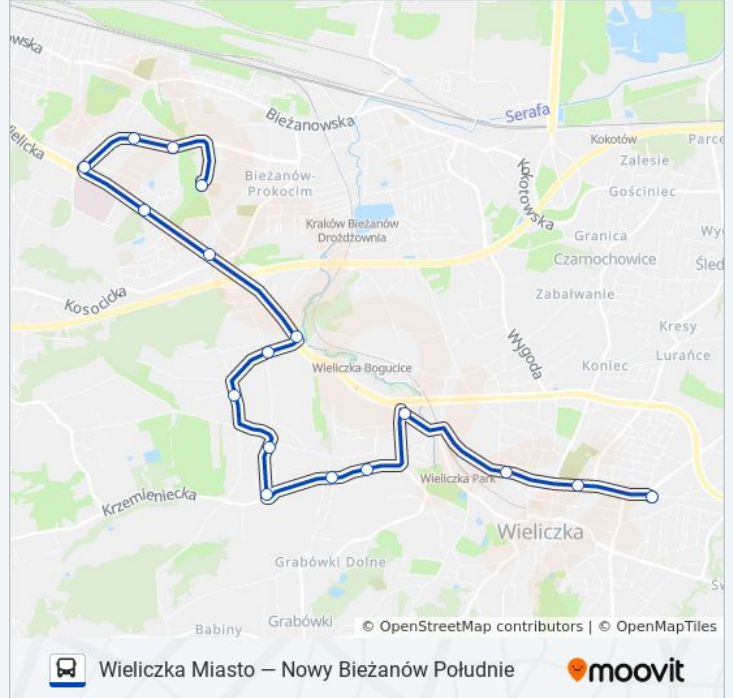 wska
Bieżanowska
Serafa
Kokotów
Parce
Wielicka
Zalesie
Bieżanów-
Prokocim
Gościniec
Kokotowska
Kraków Bieżanów
Drożdżownia
Granica
Wy
Czarnochowice
Śled
Kosocicka
Zabałwanie
Kresy
Wygoda
Lurańce
Wieliczka Bogucice
Koniec
Wieliczka Park
Krzemieniecka
Wieliczka
Grabówki Dolne
Św
Babiny
Grabówki
© OpenStreetMap contributors | © OpenMapTiles
Wieliczka Miasto — Nowy Bieżanów Południe
moovit